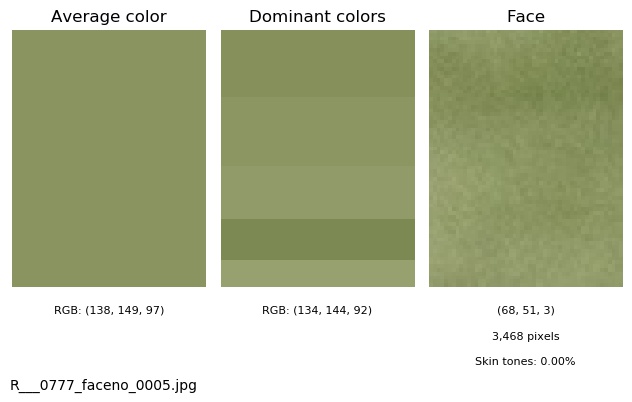 Average color
Dominant colors
Face
RGB: (138, 149, 97)
RGB: (134, 144, 92)
(68, 51, 3)
3,468 pixels
Skin tones: 0.00%
R___0777_faceno_0005.jpg